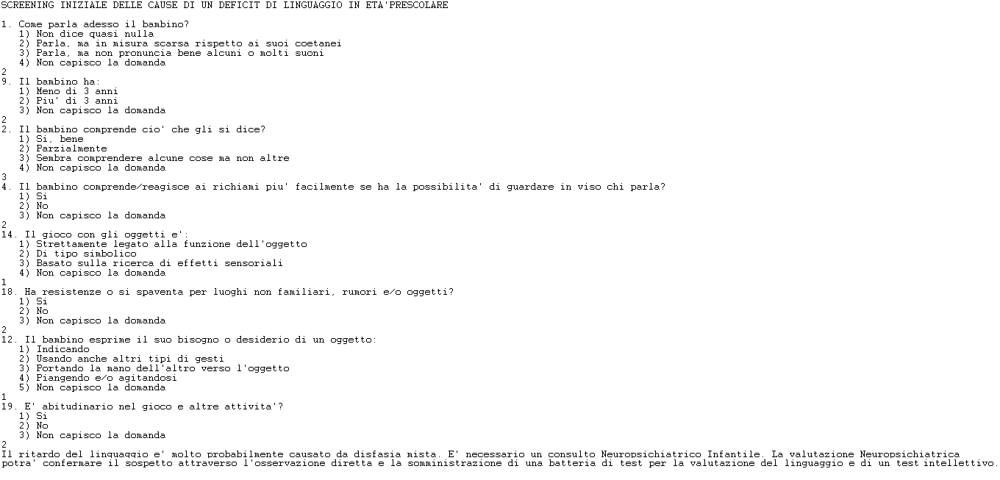 SCREENING INIZIALE DELLE CAUSE DI UN DEFICIT DI LINGUAGGIO IN ETA'PRESCOLARE
1. Come parla adesso il bambino?
1) Non dice quasi nulla
2) Parla, ma in misura scarsa rispetto ai suoi coetanei
3) Parla, ma non pronuncia bene alcuni o molti suoni
4) Non capisco la domanda
2
9. Il bambino ha:
1) Meno di 3 anni
2) Piu' di 3 anni
3) Non capisco la domanda
2
2. Il bambino comprende cio' che gli si dice?
1) Si, bene
2) Parzialmente
3) Sembra comprendere alcune cose ma non altre
4) Non capisco la domanda
3
4. Il bambino comprende/reagisce ai richiami piu' facilmente se ha la possibilita' di guardare in viso chi parla?
1) Si
2) No
3) Non capisco la domanda
2
14. Il gioco con gli oggetti e':
1) Strettamente legato alla funzione dell'oggetto
2) Di tipo simbolico
3) Basato sulla ricerca di effetti sensoriali
4) Non capisco la domanda
1
18. Ha resistenze o si spaventa per luoghi non familiari, rumori e/o oggetti?
1) Si
2) No
3) Non capisco la domanda
2
12. Il bambino esprime il suo bisogno o desiderio di un oggetto:
1) Indicando
2) Usando anche altri tipi di gesti
3) Portando la mano dell'altro verso l'oggetto
4) Piangendo e/o agitandosi
5) Non capisco la domanda
1
19. E' abitudinario nel gioco e altre attivita'?
1) Si
2) No
3) Non capisco la domanda
2
Il ritardo del linguaggio e' molto probabilmente causato da disfasia mista. E' necessario un consulto Neuropsichiatrico Infantile. La valutazione Neuropsichiatrica
potra' confermare il sospetto attraverso l'osservazione diretta e la somministrazione di una batteria di test per la valutazione del linguaggio e di un test intellettivo.